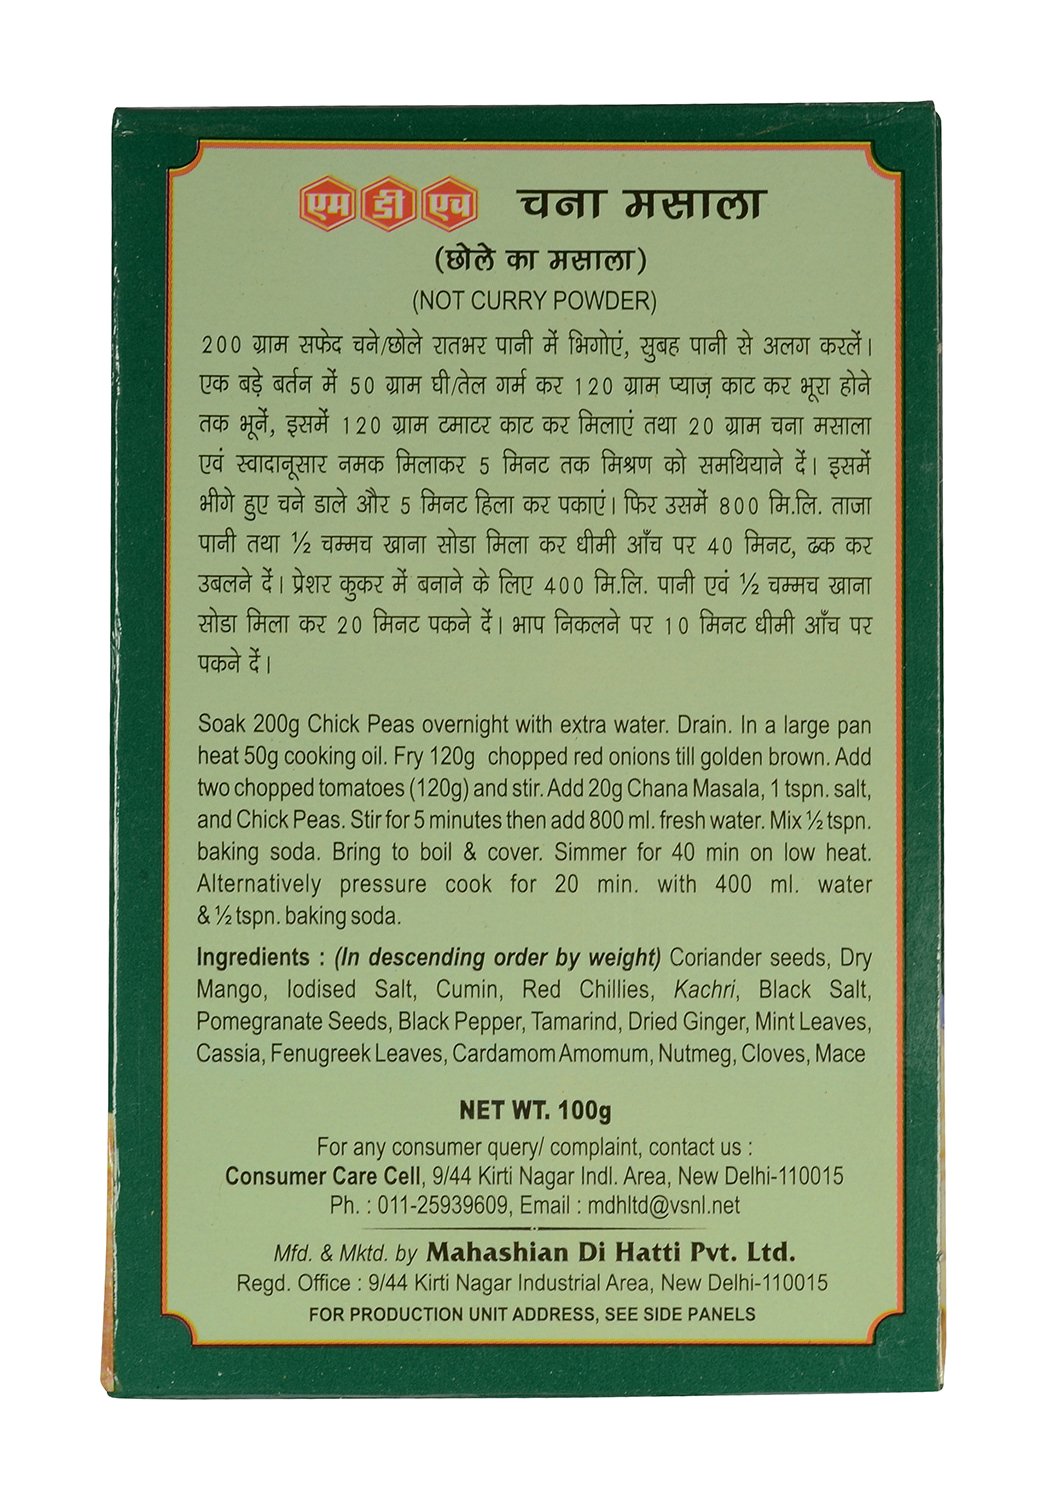 एम डी एच चना मसाला
(छोले का मसाला)
(NOT CURRY POWDER)
200 ग्राम सफेद चने/छोले रातभर पानी में भिगोएं, सुबह पानी से अलग करलें।
एक बड़े बर्तन में 50 ग्राम घी/तेल गर्म कर 120 ग्राम प्याज़ काट कर भूरा होने
तक भूनें, इसमें 120 ग्राम टमाटर काट कर मिलाएं तथा 20 ग्राम चना मसाला
एवं स्वादानूसार नमक मिलाकर 5 मिनट तक मिश्रण को समथियाने दें। इसमें
भीगे हुए चने डाले और 5 मिनट हिला कर पकाएं। फिर उसमें 800 मि.लि. ताजा
पानी तथा ½ चम्मच खाना सोडा मिला कर धीमी आँच पर 40 मिनट, ढक कर
उबलने दें। प्रेशर कुकर में बनाने के लिए 400 मि.लि. पानी एवं ½ चम्मच खाना
सोडा मिला कर 20 मिनट पकने दें। भाप निकलने पर 10 मिनट धीमी आँच पर
पकने दें।
Soak 200g Chick Peas overnight with extra water. Drain. In a large pan
heat 50g cooking oil. Fry 120g chopped red onions till golden brown. Add
two chopped tomatoes (120g) and stir. Add 20g Chana Masala, 1 tspn. salt,
and Chick Peas. Stir for 5 minutes then add 800 ml. fresh water. Mix ½ tspn.
baking soda. Bring to boil & cover. Simmer for 40 min on low heat.
Alternatively pressure cook for 20 min. with 400 ml. water
& ½ tspn. baking soda.
Ingredients : (In descending order by weight) Coriander seeds, Dry
Mango, Iodised Salt, Cumin, Red Chillies, Kachri, Black Salt,
Pomegranate Seeds, Black Pepper, Tamarind, Dried Ginger, Mint Leaves,
Cassia, Fenugreek Leaves, Cardamom Amomum, Nutmeg, Cloves, Mace
NET WT. 100g
For any consumer query/ complaint, contact us :
Consumer Care Cell, 9/44 Kirti Nagar Indl. Area, New Delhi-110015
Ph. : 011-25939609, Email : mdhltd@vsnl.net
Mfd. & Mktd. by Mahashian Di Hatti Pvt. Ltd.
Regd. Office : 9/44 Kirti Nagar Industrial Area, New Delhi-110015
FOR PRODUCTION UNIT ADDRESS, SEE SIDE PANELS